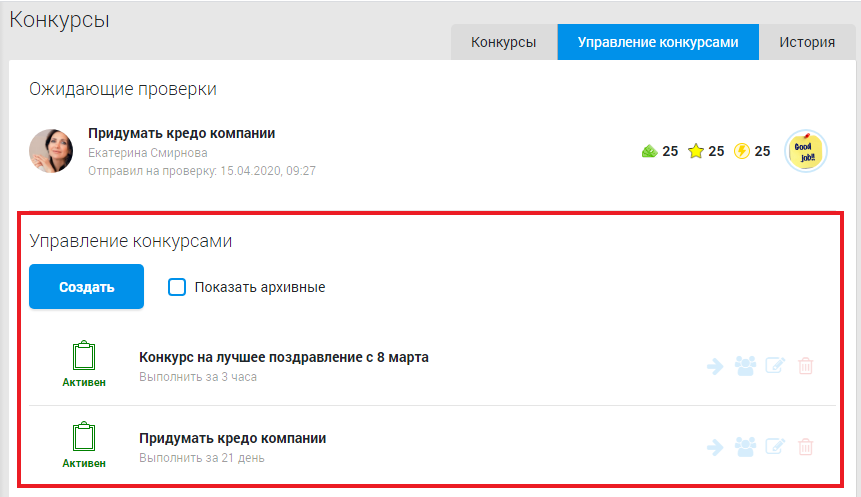 Конкурсы
Конкурсы
Управление конкурсами
История
Ожидающие проверки
Придумать кредо компании
Екатерина Смирнова
Отправил на проверку: 15.04.2020, 09:27
25 25 25
Good
job!!
Управление конкурсами
Создать
Показать архивные
Конкурс на лучшее поздравление с 8 марта
Выполнить за 3 часа
Активен
Придумать кредо компании
Выполнить за 21 день
Активен